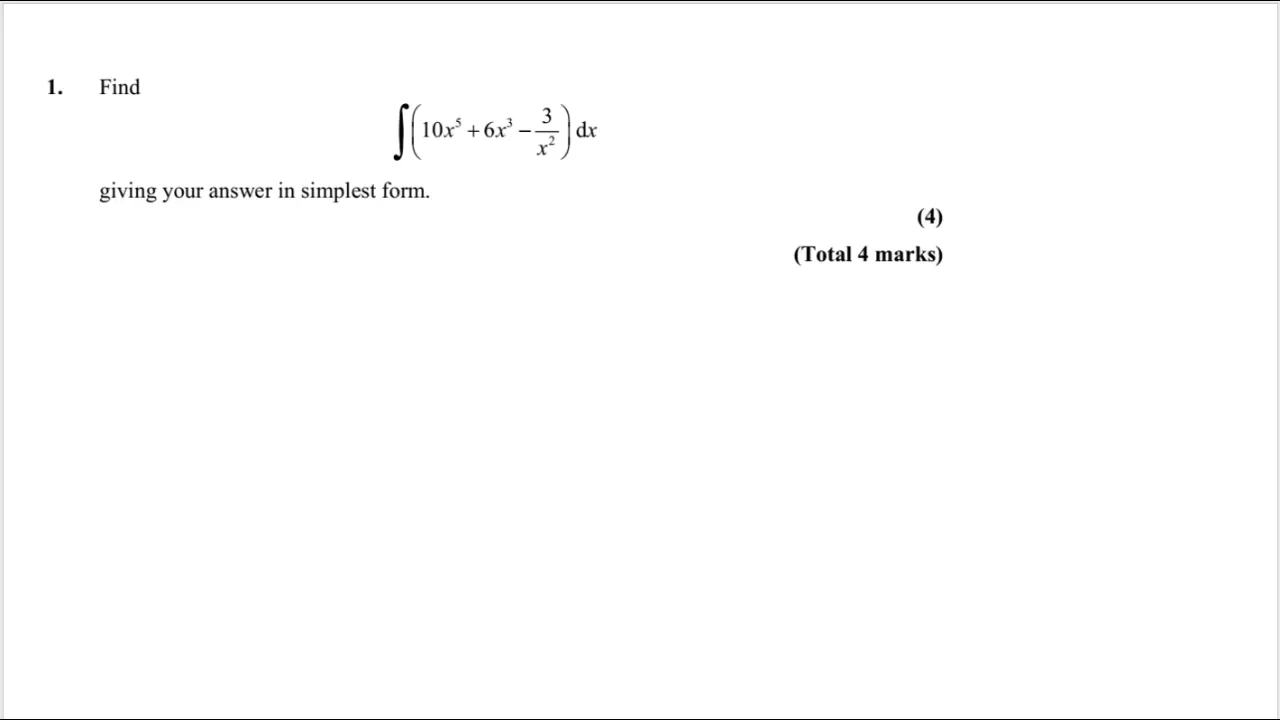 1. Find
∫(10x⁵ + 6x³ − 3/x²) dx
giving your answer in simplest form.
(4)
(Total 4 marks)